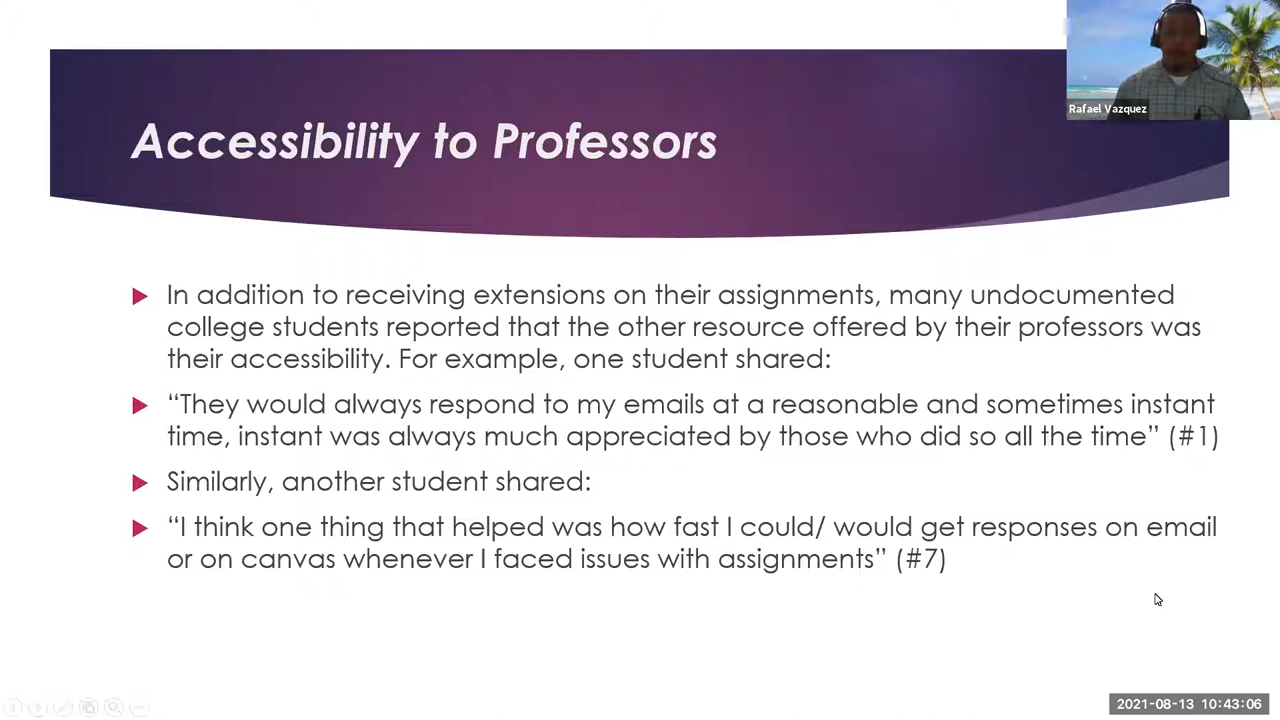 Rafael Vazquez
Accessibility to Professors
In addition to receiving extensions on their assignments, many undocumented
college students reported that the other resource offered by their professors was
their accessibility. For example, one student shared:
“They would always respond to my emails at a reasonable and sometimes instant
time, instant was always much appreciated by those who did so all the time” (#1)
Similarly, another student shared:
“I think one thing that helped was how fast I could/ would get responses on email
or on canvas whenever I faced issues with assignments” (#7)
2021-08-13 10:43:06